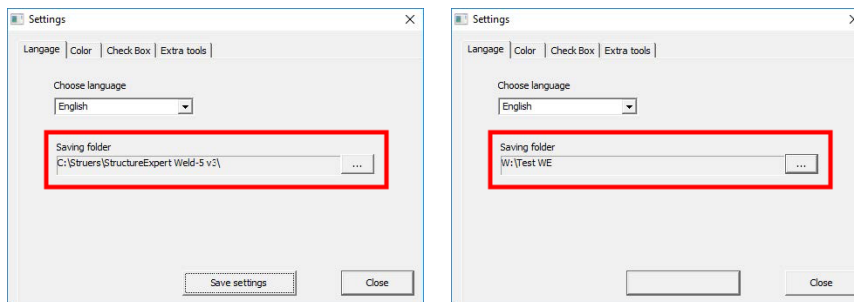 Settings
Langage Color Check Box Extra tools
Choose language
English
Saving folder
C:\Struers\StructureExpert Weld-5 v3\ ...
Save settings Close
Settings
Langage Color Check Box Extra tools
Choose language
English
Saving folder
W:\Test WE ...
Close